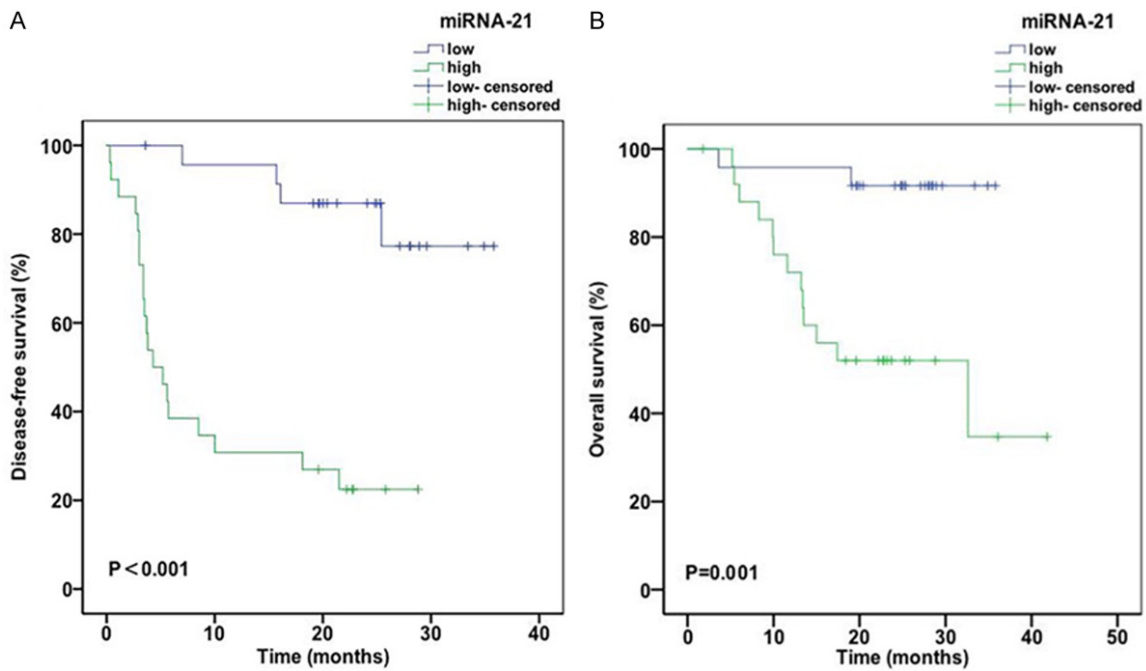 A
miRNA-21
low
high
low- censored
high- censored
100
80
60
40
20
0
Disease-free survival (%)
P<0.001
0 10 20 30 40
Time (months)
B
miRNA-21
low
high
low- censored
high- censored
100
80
60
40
20
0
Overall survival (%)
P=0.001
0 10 20 30 40 50
Time (months)